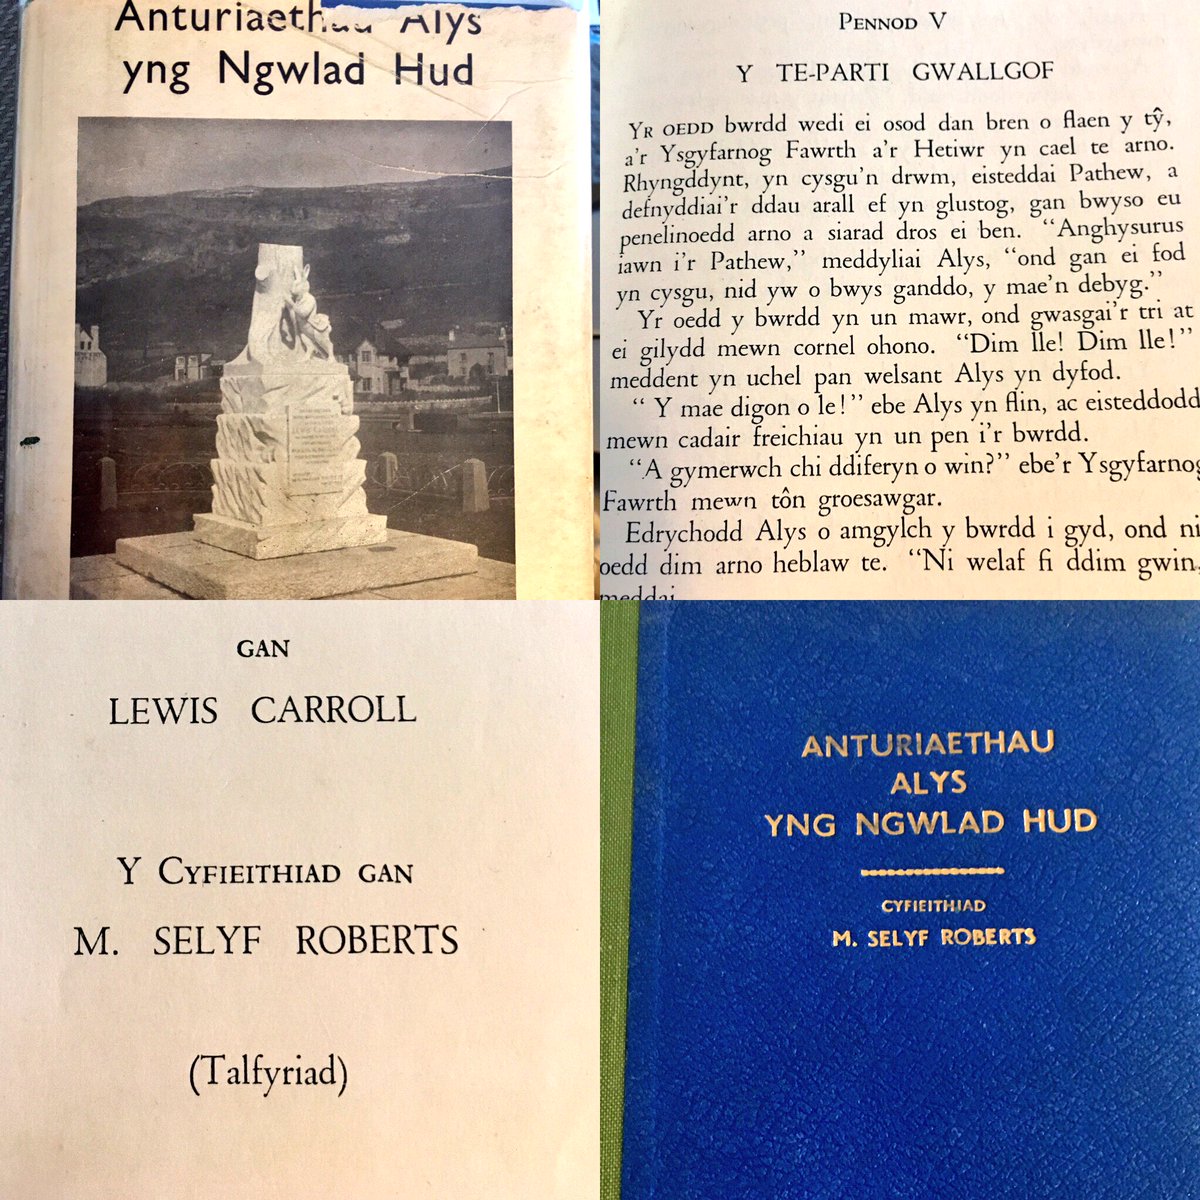 Anturiaethau Alys
yng Ngwlad Hud
Pennod V
Y TE-PARTI GWALLGOF
Yr oedd bwrdd wedi ei osod dan bren o flaen y tŷ,
a'r Ysgyfarnog Fawrth a'r Hetiwr yn cael te arno.
Rhyngddynt, yn cysgu'n drwm, eisteddai Pathew, a
defnyddiai'r ddau arall ef yn glustog, gan bwyso eu
penelinoedd arno a siarad dros ei ben. "Anghysurus
iawn i'r Pathew," meddyliai Alys, "ond gan ei fod
yn cysgu, nid yw o bwys ganddo, y mae'n debyg."
Yr oedd y bwrdd yn un mawr, ond gwasgai'r tri at
ei gilydd mewn cornel ohono. "Dim lle! Dim lle!"
meddent yn uchel pan welsant Alys yn dyfod.
"Y mae digon o le!" ebe Alys yn flin, ac eisteddodd
mewn cadair freichiau yn un pen i'r bwrdd.
"A gymerwch chi ddiferyn o win?" ebe'r Ysgyfarnog
Fawrth mewn tôn groesawgar.
Edrychodd Alys o amgylch y bwrdd i gyd, ond ni
oedd dim arno heblaw te. "Ni welaf fi ddim gwin,
meddai
GAN
LEWIS CARROLL
Y Cyfieithiad gan
M. SELYF ROBERTS
(Talfyriad)
ANTURIAETHAU
ALYS
YNG NGWLAD HUD
CYFIEITHIAD
M. SELYF ROBERTS